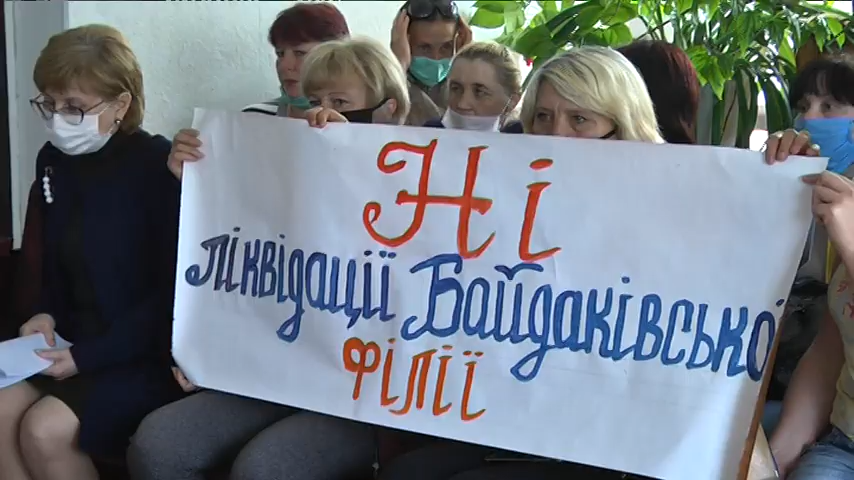 Ні
ліквідації Байдаківської
філії